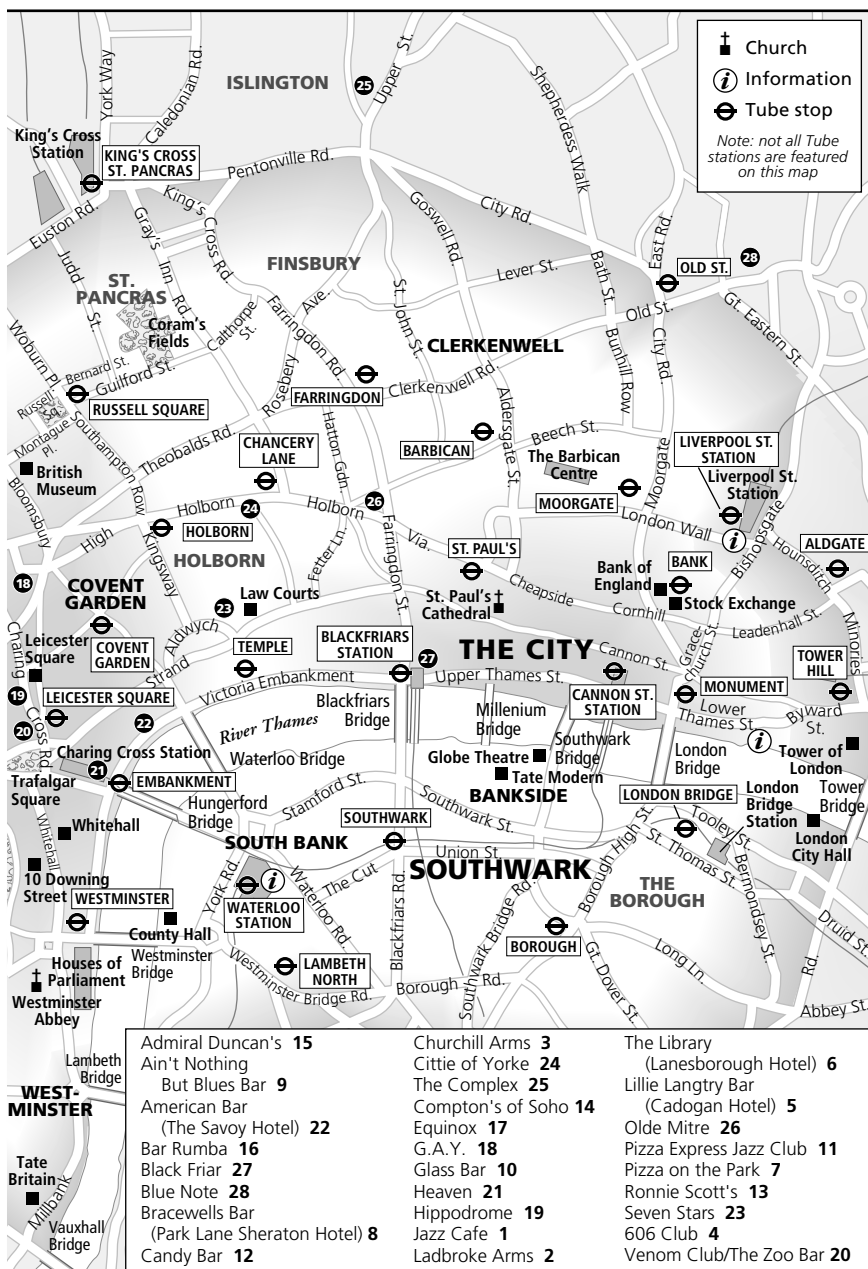 Church
Information
Tube stop
Note: not all Tube
stations are featured
on this map
York Way
Caledonian Rd.
ISLINGTON
25
Upper St.
Shepherdess Walk
King's Cross
Station
KING'S CROSS
ST. PANCRAS
Pentonville Rd.
Euston Rd.
King's Cross Rd.
Gray's Inn Rd.
Judd St.
Goswell Rd.
City Rd.
East Rd.
OLD ST.
28
FINSBURY
ST.
PANCRAS
Lever St.
Bath St.
Old St.
Gt. Eastern St.
Coram's
Fields
Calthorpe
St.
Farringdon Rd.
Rosebery Ave.
St. John St.
CLERKENWELL
Bunhill Row
City Rd.
Woburn Pl.
Bernard St.
Guilford St.
Russell
Sq.
RUSSELL SQUARE
FARRINGDON
Clerkenwell Rd.
Montague
Pl.
Southampton Row
Theobalds Rd.
Hatton Gdn.
Aldersgate St.
Beech St.
BARBICAN
CHANCERY
LANE
The Barbican
Centre
Moorgate
LIVERPOOL ST.
STATION
Liverpool St.
Station
British
Museum
Bloomsbury
MOORGATE
High
Holborn
24
Holborn
26
Via.
HOLBORN
Kingsway
Farringdon St.
London Wall
Bishopsgate
Houndsditch
ALDGATE
HOLBORN
Fetter Ln.
ST. PAUL'S
Bank of
England
BANK
18
COVENT
GARDEN
23
Law Courts
St. Paul's
Cathedral
Cheapside
Cornhill
Stock Exchange
Leadenhall St.
Minories
Charing Cross Rd.
Leicester
Square
COVENT
GARDEN
Aldwych
Strand
TEMPLE
BLACKFRIARS
STATION
27
THE CITY
Cannon St.
Grace
church St.
TOWER
HILL
19
LEICESTER SQUARE
Victoria Embankment
Upper Thames St.
CANNON ST.
STATION
MONUMENT
Lower
Thames St.
Byward
St.
20
22
River Thames
Blackfriars
Bridge
Millenium
Bridge
Southwark
Bridge
London
Bridge
Tower of
London
Charing Cross Station
Waterloo Bridge
Globe Theatre
Tate Modern
21
EMBANKMENT
Trafalgar
Square
Hungerford
Bridge
Stamford St.
BANKSIDE
LONDON BRIDGE
London
Bridge
Station
Tower
Bridge
Whitehall
Whitehall
SOUTHWARK
Southwark St.
Tooley St.
London
City Hall
SOUTH BANK
Union St.
Borough High St.
St. Thomas St.
Bermondsey St.
10 Downing
Street
WESTMINSTER
York Rd.
The Cut
SOUTHWARK
WATERLOO
STATION
Waterloo Rd.
Blackfriars Rd.
THE
BOROUGH
County Hall
Westminster
Bridge
Southwark Bridge Rd.
BOROUGH
Druid St.
Houses of
Parliament
LAMBETH
NORTH
Gt. Dover St.
Long Ln.
Rd.
Westminster
Abbey
Westminster Bridge Rd.
Borough Rd.
Abbey St.
Lambeth
Bridge
WEST-
MINSTER
Tate
Britain
Millbank
Vauxhall
Bridge
Admiral Duncan's 15
Ain't Nothing
But Blues Bar 9
American Bar
(The Savoy Hotel) 22
Bar Rumba 16
Black Friar 27
Blue Note 28
Bracewells Bar
(Park Lane Sheraton Hotel) 8
Candy Bar 12
Churchill Arms 3
Cittie of Yorke 24
The Complex 25
Compton's of Soho 14
Equinox 17
G.A.Y. 18
Glass Bar 10
Heaven 21
Hippodrome 19
Jazz Cafe 1
Ladbroke Arms 2
The Library
(Lanesborough Hotel) 6
Lillie Langtry Bar
(Cadogan Hotel) 5
Olde Mitre 26
Pizza Express Jazz Club 11
Pizza on the Park 7
Ronnie Scott's 13
Seven Stars 23
606 Club 4
Venom Club/The Zoo Bar 20